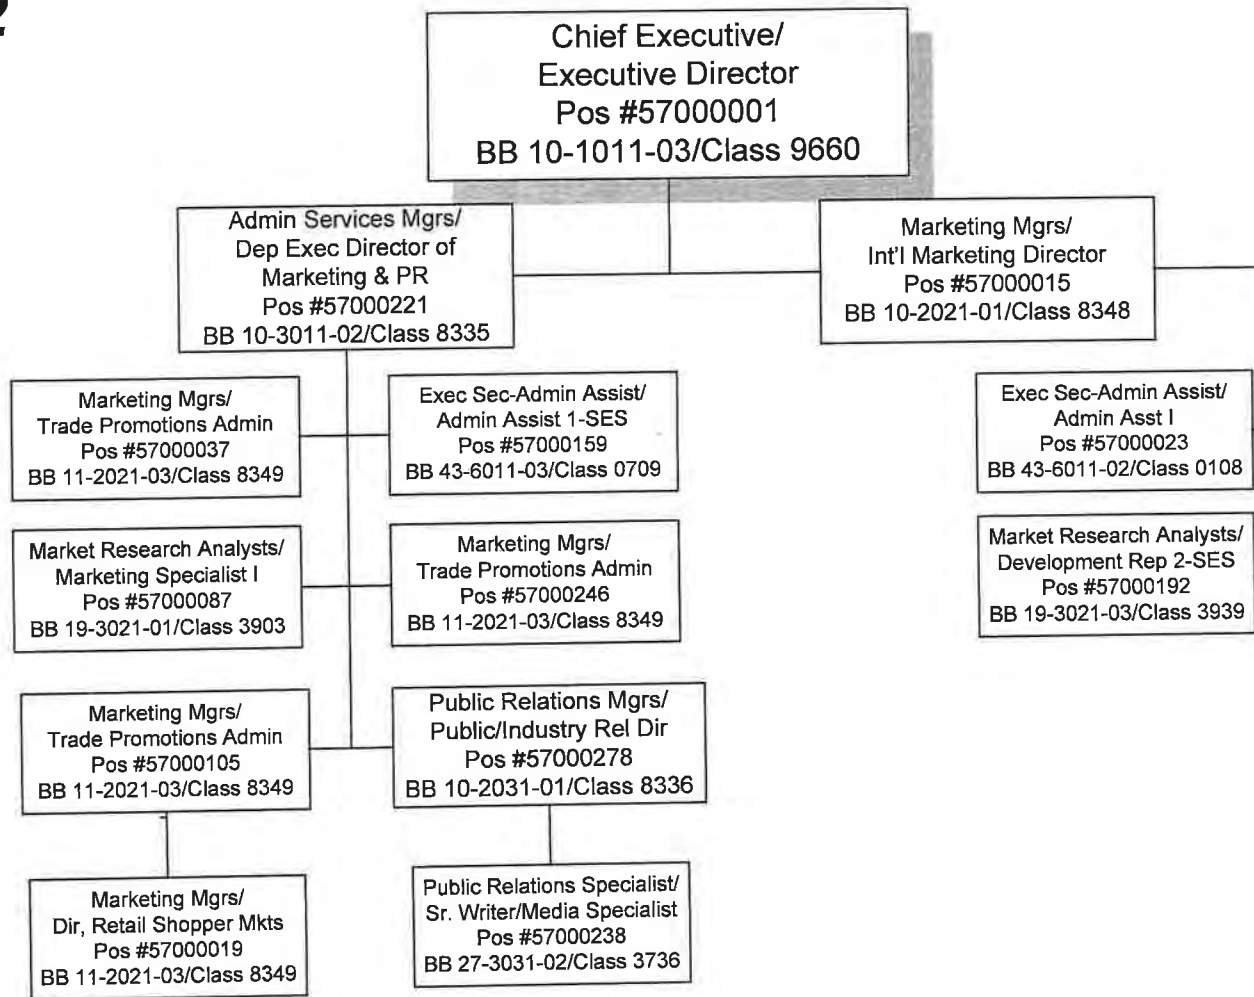 Chief Executive/
Executive Director
Pos #57000001
BB 10-1011-03/Class 9660
Admin Services Mgrs/
Dep Exec Director of
Marketing & PR
Pos #57000221
BB 10-3011-02/Class 8335
Marketing Mgrs/
Int'l Marketing Director
Pos #57000015
BB 10-2021-01/Class 8348
Marketing Mgrs/
Trade Promotions Admin
Pos #57000037
BB 11-2021-03/Class 8349
Exec Sec-Admin Assist/
Admin Assist 1-SES
Pos #57000159
BB 43-6011-03/Class 0709
Exec Sec-Admin Assist/
Admin Asst I
Pos #57000023
BB 43-6011-02/Class 0108
Market Research Analysts/
Marketing Specialist I
Pos #57000087
BB 19-3021-01/Class 3903
Marketing Mgrs/
Trade Promotions Admin
Pos #57000246
BB 11-2021-03/Class 8349
Market Research Analysts/
Development Rep 2-SES
Pos #57000192
BB 19-3021-03/Class 3939
Marketing Mgrs/
Trade Promotions Admin
Pos #57000105
BB 11-2021-03/Class 8349
Public Relations Mgrs/
Public/Industry Rel Dir
Pos #57000278
BB 10-2031-01/Class 8336
Marketing Mgrs/
Dir, Retail Shopper Mkts
Pos #57000019
BB 11-2021-03/Class 8349
Public Relations Specialist/
Sr. Writer/Media Specialist
Pos #57000238
BB 27-3031-02/Class 3736